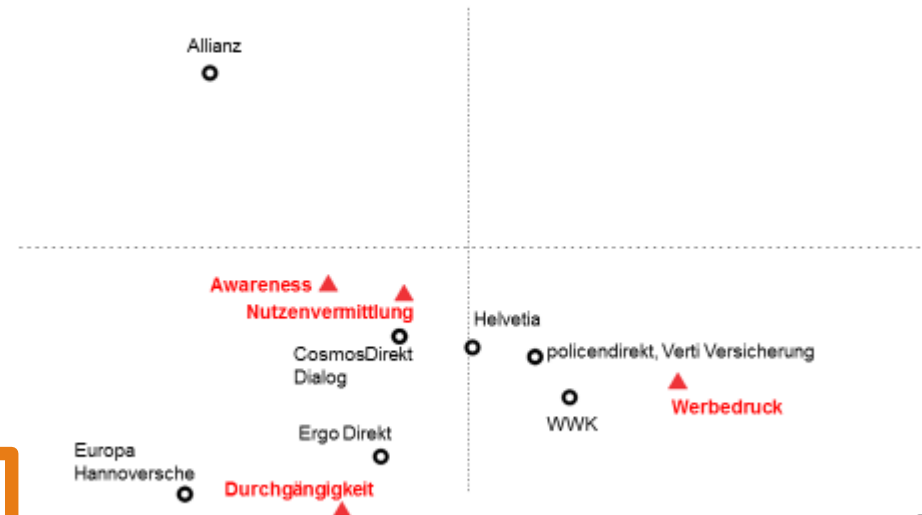 Allianz
Awareness
Nutzenvermittlung
Helvetia
CosmosDirekt
Dialog
policendirekt, Verti Versicherung
Werbedruck
WWK
Ergo Direkt
Europa
Hannoversche
Durchgängigkeit